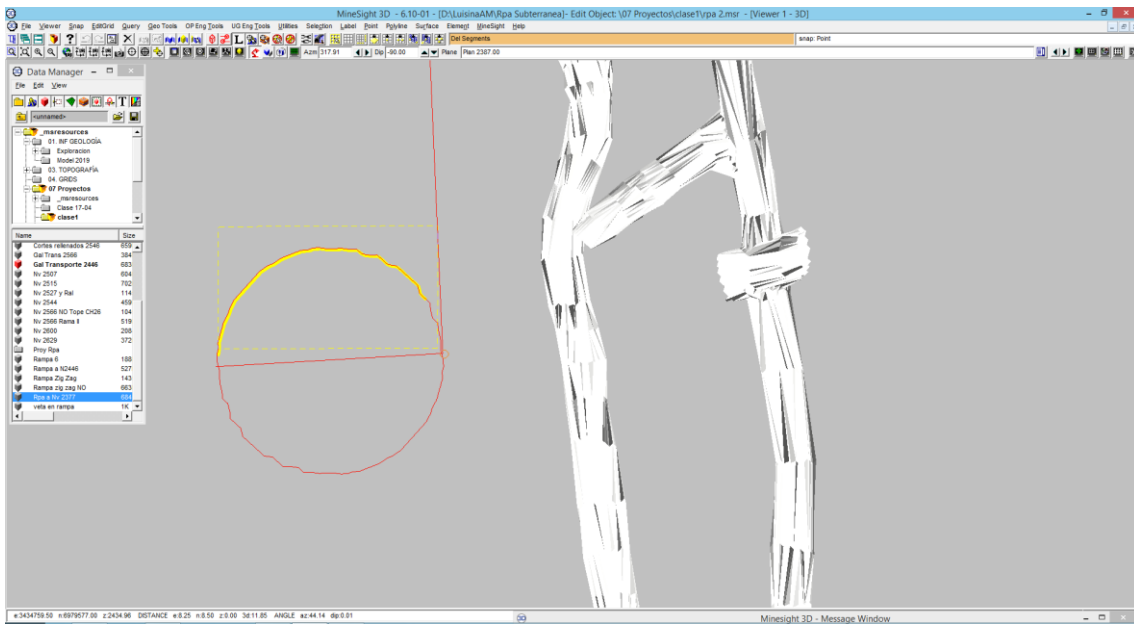 MineSight 3D - 6.10-01 - [D:\LuisinaAM\Rpa Subterranea]- Edit Object: \07 Proyectos\clase1\rpa 2.msr - [Viewer 1 - 3D]
File Viewer Snap EditGrid Query Geo Tools OP Eng Tools UG Eng Tools Utilities Selection Label Point Polyline Surface Element MineSight Help
Del Segments
snap: Point
Azm 317.91 Dip -90.00 Plane Plan 2387.00
Data Manager
File Edit View
<unnamed>
_msresources
01. INF GEOLOGÍA
Exploracion
Model 2019
03. TOPOGRAFÍA
04. GRIDS
07 Proyectos
_msresources
Clase 17-04
clase1
Name Size
Cortes rellenados 2546 659
Gal Trans 2566 384
Gal Transporte 2446 683
Nv 2507 604
Nv 2515 782
Nv 2527 y Ral 114
Nv 2544 459
Nv 2566 NO Tope CH26 104
Nv 2566 Rama II 519
Nv 2600 208
Nv 2629 372
Proy Rpa
Rampa 6 188
Rampa a N2446 527
Rampa Zig Zag 143
Rampa zig zag NO 663
Rpa a Nv 2377 664
veta en rampa 1K
e:3434759.50 n:6979577.00 z:2434.96 DISTANCE e:8.25 n:8.50 z:0.00 3d:11.85 ANGLE az:44.14 dip:0.01
Minesight 3D - Message Window